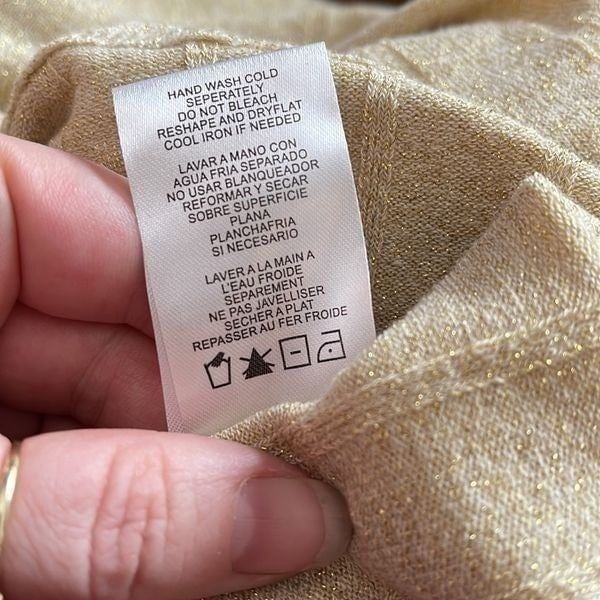 HAND WASH COLD
SEPERATELY
DO NOT BLEACH
RESHAPE AND DRYFLAT
COOL IRON IF NEEDED
LAVAR A MANO CON
AGUA FRIA SEPARADO
NO USAR BLANQUEADOR
REFORMAR Y SECAR
SOBRE SUPERFICIE
PLANA
PLANCHAFRIA
SI NECESARIO
LAVER A LA MAIN A
L'EAU FROIDE
SEPAREMENT
NE PAS JAVELLISER
SECHER A PLAT
REPASSER AU FER FROIDE